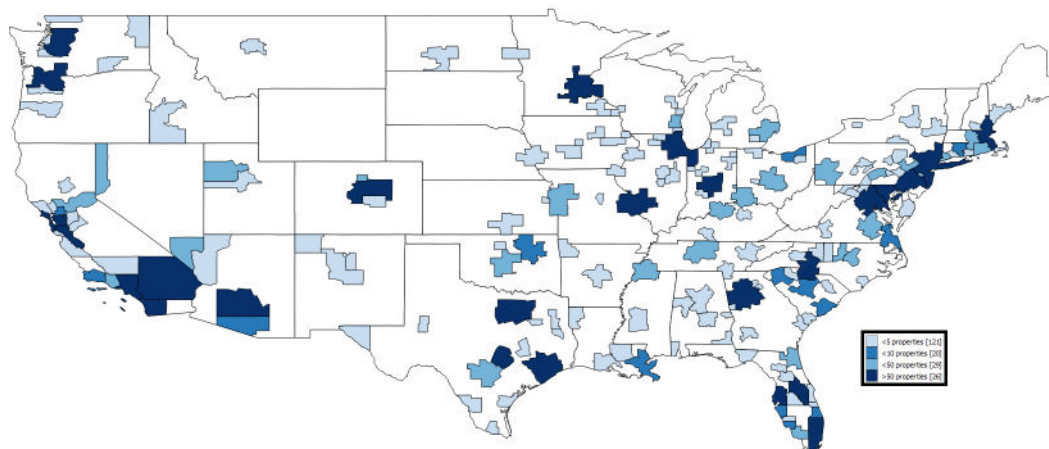 <5 properties [121]
<10 properties [20]
<50 properties [29]
>50 properties [26]